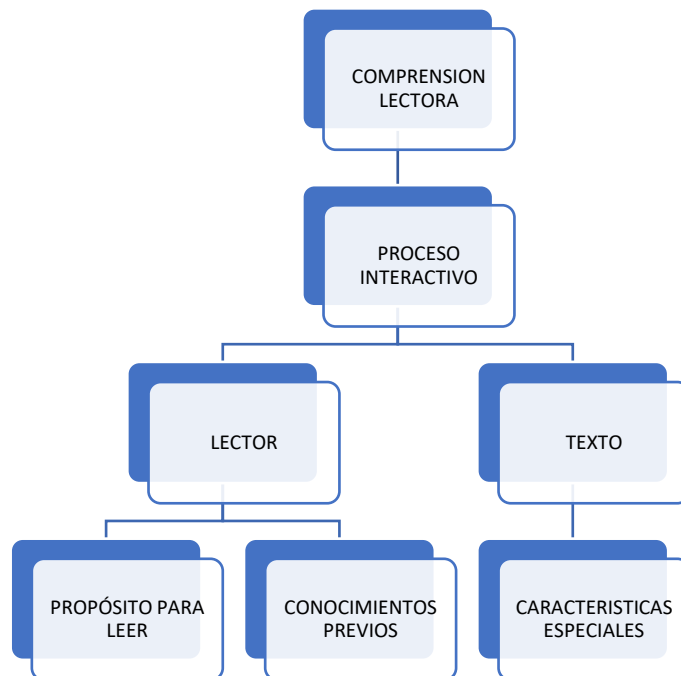 COMPRENSION
LECTORA
PROCESO
INTERACTIVO
LECTOR
TEXTO
PROPÓSITO PARA
LEER
CONOCIMIENTOS
PREVIOS
CARACTERISTICAS
ESPECIALES